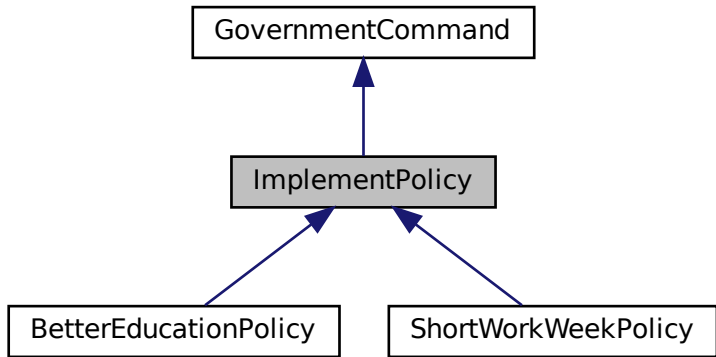 GovernmentCommand
ImplementPolicy
BetterEducationPolicy
ShortWorkWeekPolicy